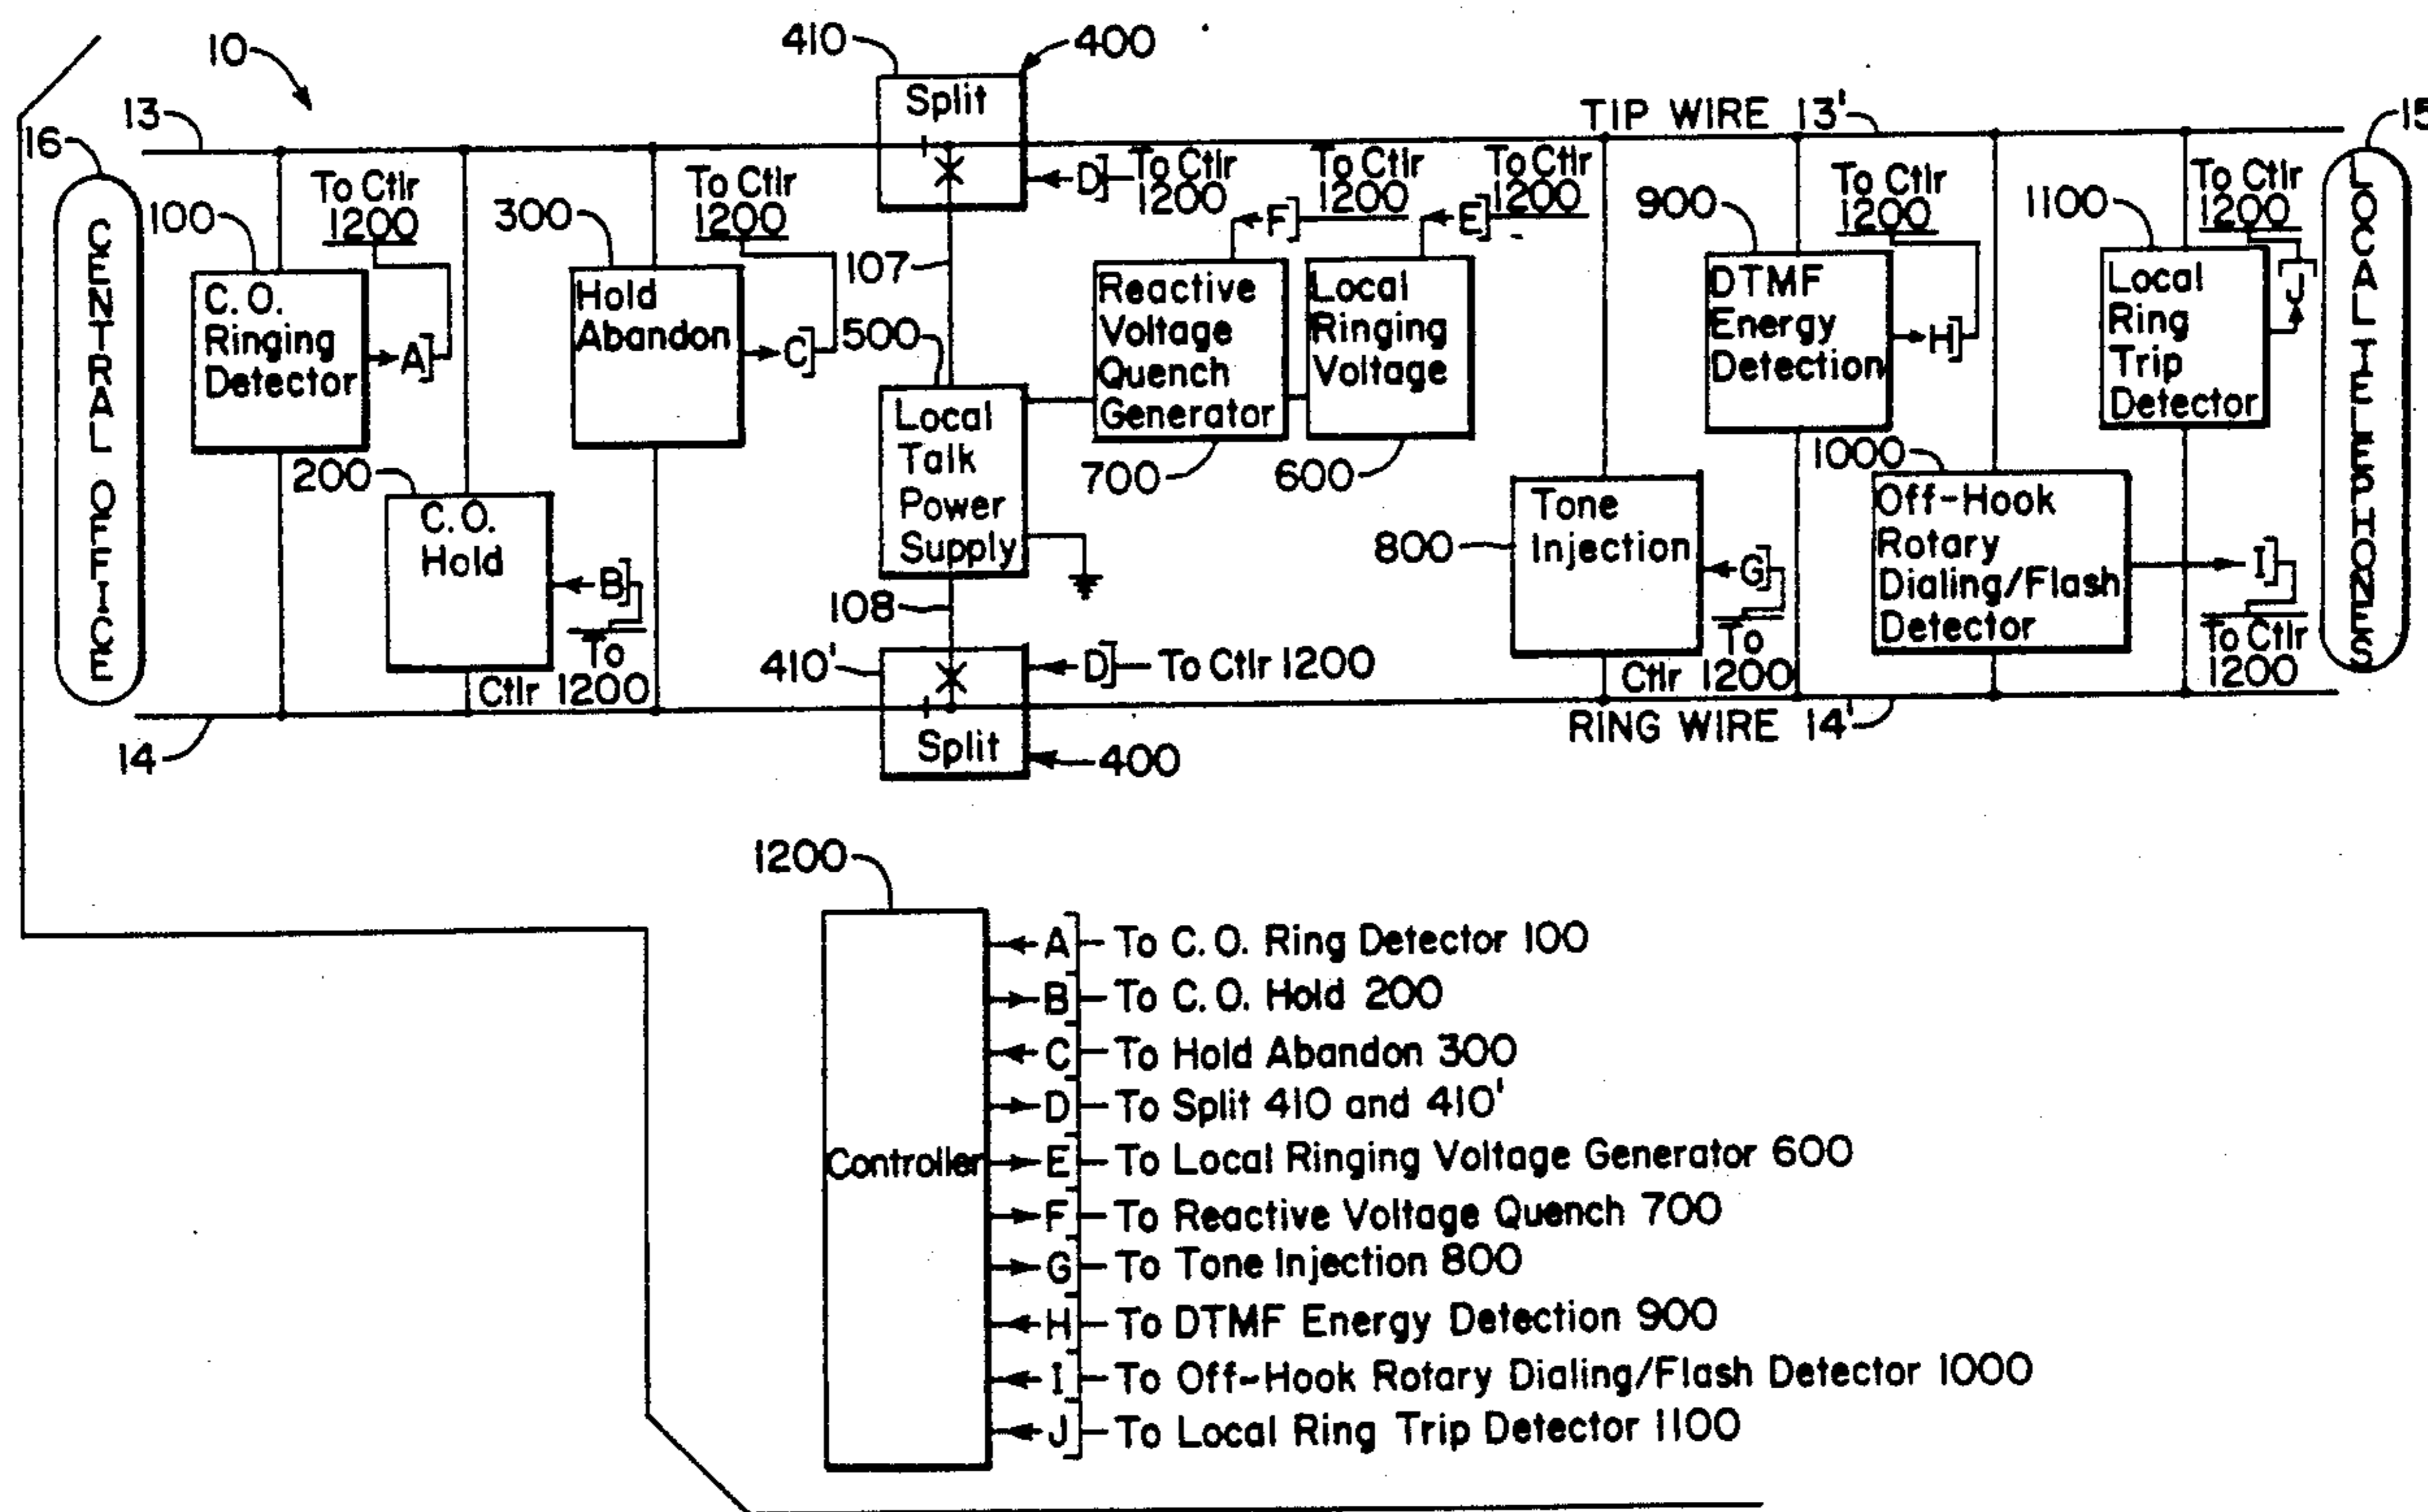 10
410
400
Split
13
TIP WIRE 13'
15
16
CENTRAL OFFICE
100
To Ctlr
1200
C. O.
Ringing
Detector
A
200
C. O.
Hold
B
To
Ctlr 1200
300
To Ctlr
1200
Hold
Abandon
C
D
To Ctlr
1200
107
500
Local
Talk
Power
Supply
108
F
To Ctlr
1200
Reactive
Voltage
Quench
Generator
700
E
To Ctlr
1200
Local
Ringing
Voltage
600
800
Tone
Injection
G
To
Ctlr 1200
900
To Ctlr
1200
DTMF
Energy
Detection
H
1000
Off-Hook
Rotary
Dialing/Flash
Detector
I
To Ctlr
1200
1100
To Ctlr
1200
Local
Ring
Trip
Detector
J
LOCAL TELEPHONES
410'
D
To Ctlr 1200
Split
400
14
RING WIRE 14'
1200
Controller
A To C. O. Ring Detector 100
B To C. O. Hold 200
C To Hold Abandon 300
D To Split 410 and 410'
E To Local Ringing Voltage Generator 600
F To Reactive Voltage Quench 700
G To Tone Injection 800
H To DTMF Energy Detection 900
I To Off-Hook Rotary Dialing/Flash Detector 1000
J To Local Ring Trip Detector 1100